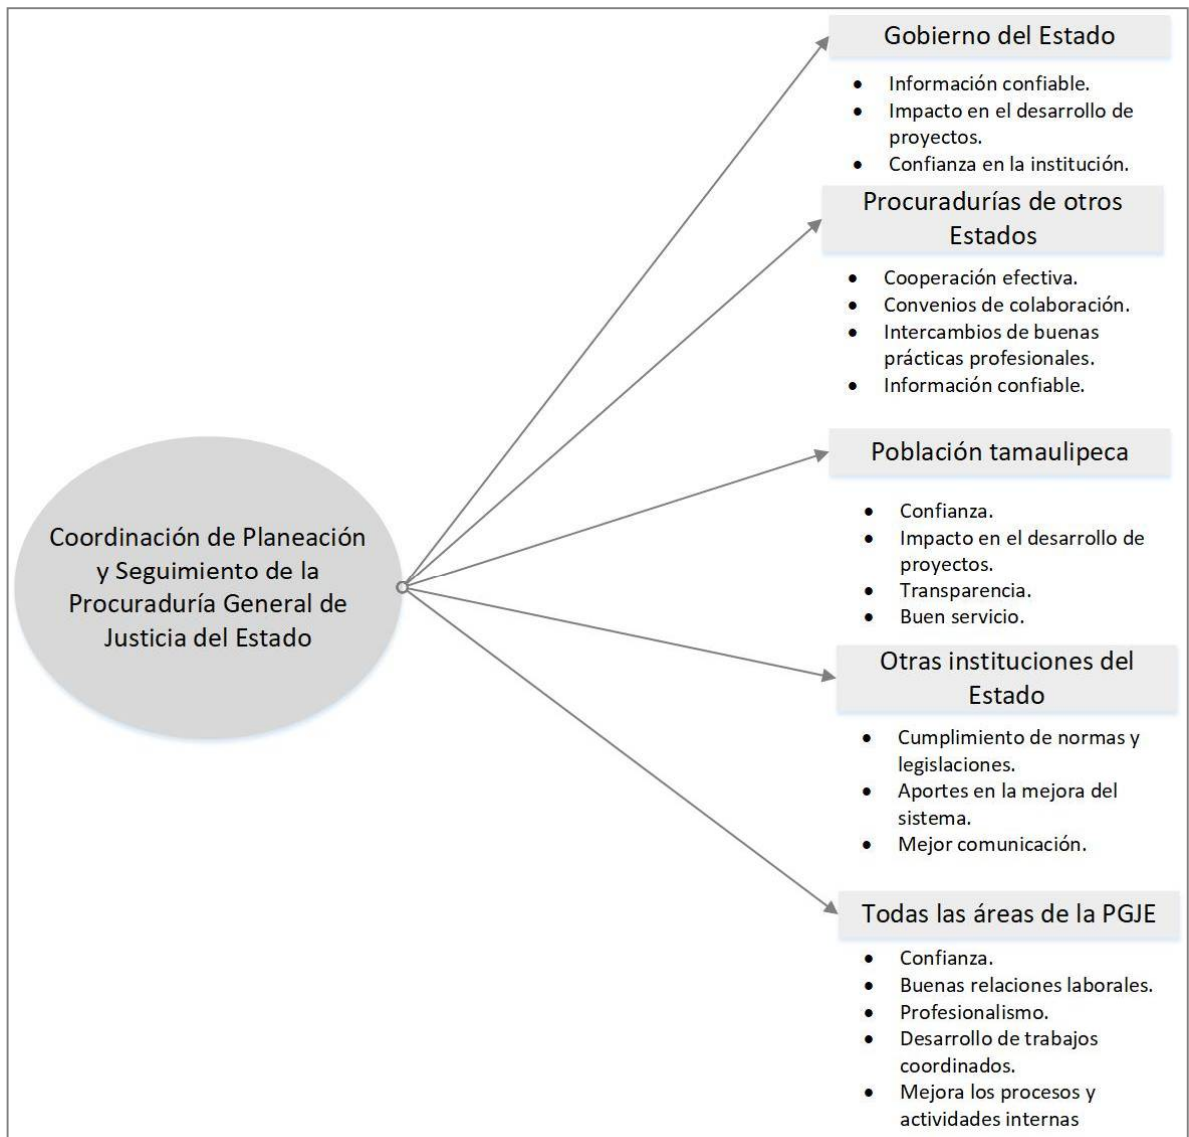 Coordinación de Planeación
y Seguimiento de la
Procuraduría General de
Justicia del Estado
Gobierno del Estado
• Información confiable.
• Impacto en el desarrollo de
proyectos.
• Confianza en la institución.
Procuradurías de otros
Estados
• Cooperación efectiva.
• Convenios de colaboración.
• Intercambios de buenas
prácticas profesionales.
• Información confiable.
Población tamaulipeca
• Confianza.
• Impacto en el desarrollo de
proyectos.
• Transparencia.
• Buen servicio.
Otras instituciones del
Estado
• Cumplimiento de normas y
legislaciones.
• Aportes en la mejora del
sistema.
• Mejor comunicación.
Todas las áreas de la PGJE
• Confianza.
• Buenas relaciones laborales.
• Profesionalismo.
• Desarrollo de trabajos
coordinados.
• Mejora los procesos y
actividades internas